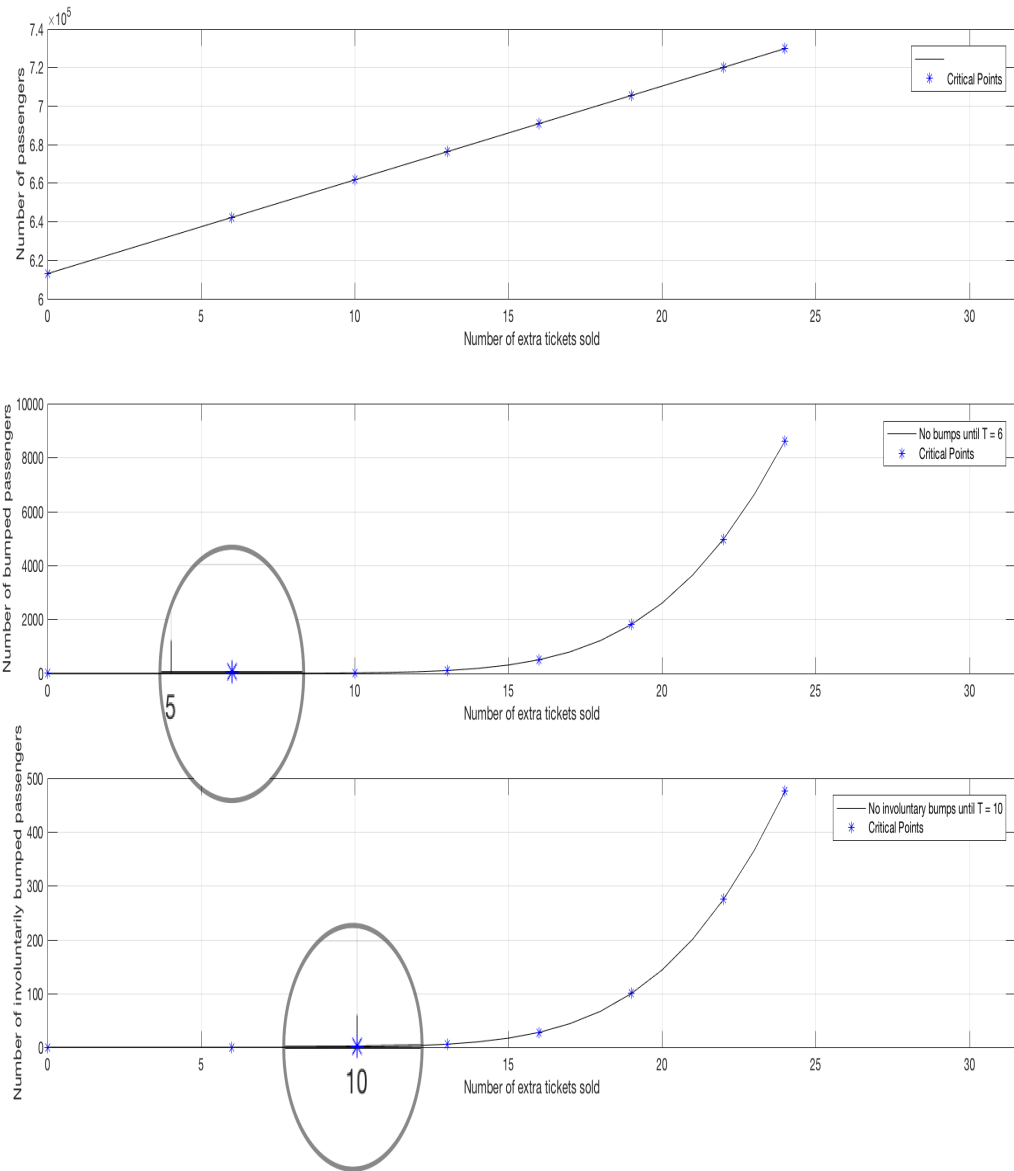 ×10^5
7.4
7.2
7
6.8
6.6
6.4
6.2
6
Number of passengers
Critical Points
0 5 10 15 20 25 30
Number of extra tickets sold
10000
8000
6000
4000
2000
0
Number of bumped passengers
No bumps until T = 6
Critical Points
5
0 5 10 15 20 25 30
Number of extra tickets sold
500
400
300
200
100
0
Number of involuntarily bumped passengers
No involuntary bumps until T = 10
Critical Points
10
0 5 15 20 25 30
Number of extra tickets sold